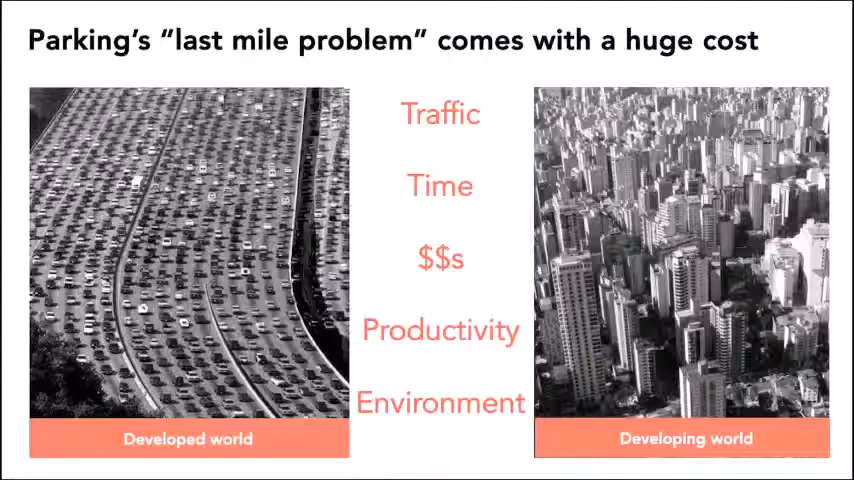 Parking’s “last mile problem” comes with a huge cost
Traffic
Time
$$s
Productivity
Environment
Developed world
Developing world